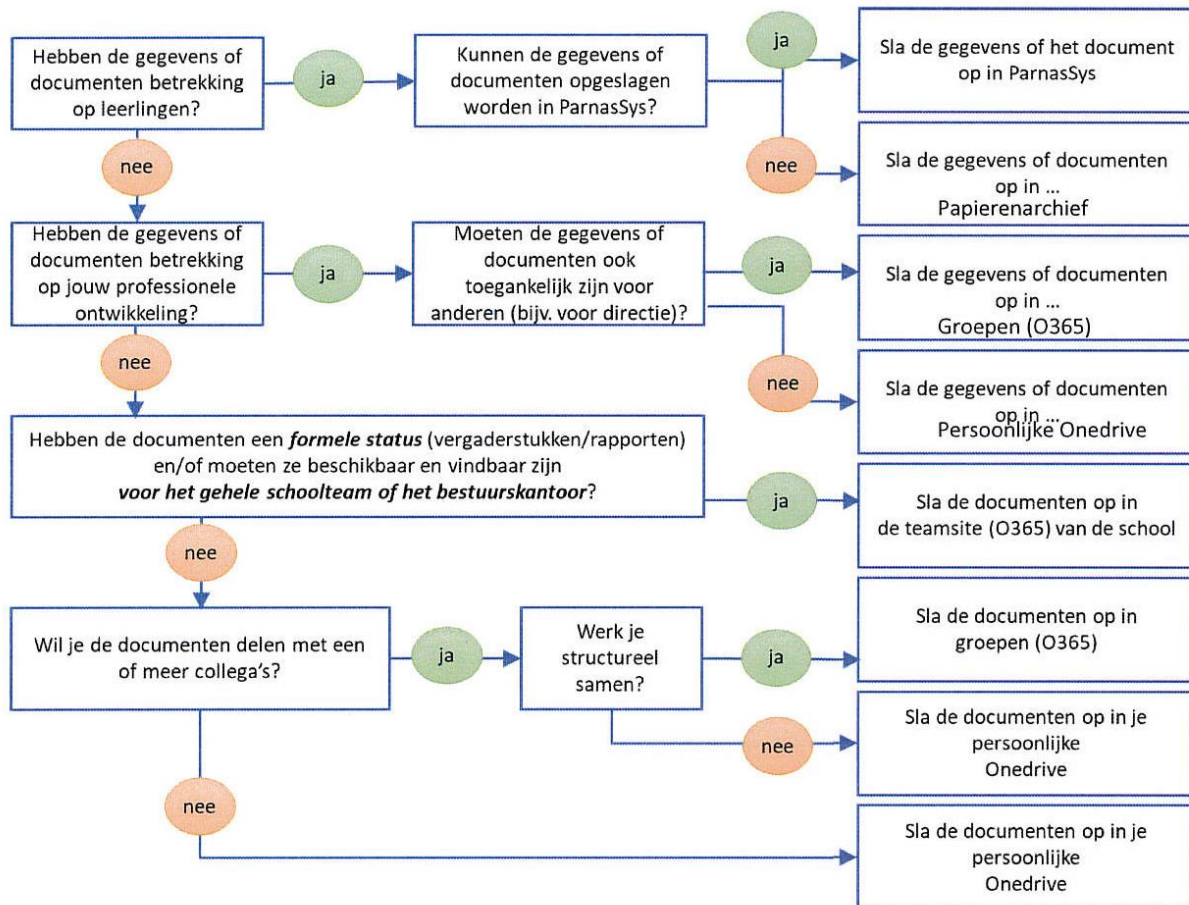 Hebben de gegevens of
documenten betrekking
op leerlingen?
ja
Kunnen de gegevens of
documenten opgeslagen
worden in ParnasSys?
ja
Sla de gegevens of het document
op in ParnasSys
nee
nee
Sla de gegevens of documenten
op in ...
Papierenarchief
Hebben de gegevens of
documenten betrekking
op jouw professionele
ontwikkeling?
ja
Moeten de gegevens of
documenten ook
toegankelijk zijn voor
anderen (bijv. voor directie)?
ja
Sla de gegevens of documenten
op in ...
Groepen (O365)
nee
nee
Sla de gegevens of documenten
op in ...
Persoonlijke Onedrive
Hebben de documenten een formele status (vergaderstukken/rapporten)
en/of moeten ze beschikbaar en vindbaar zijn
voor het gehele schoolteam of het bestuurskantoor?
ja
Sla de documenten op in
de teamsite (O365) van de school
nee
Wil je de documenten delen met een
of meer collega's?
ja
Werk je
structureel
samen?
ja
Sla de documenten op in
groepen (O365)
nee
Sla de documenten op in je
persoonlijke
Onedrive
nee
Sla de documenten op in je
persoonlijke
Onedrive